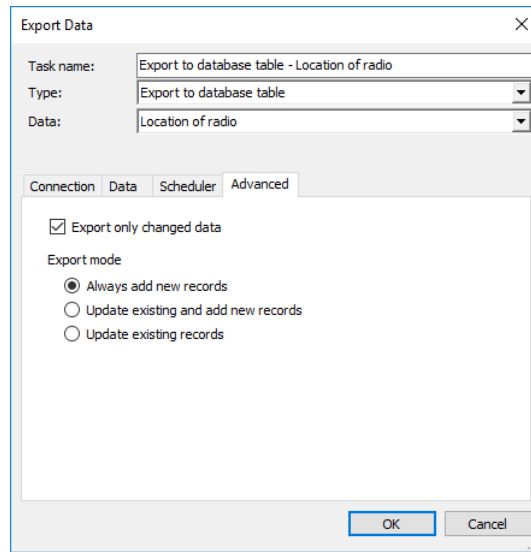 Export Data
Task name: Export to database table - Location of radio
Type: Export to database table
Data: Location of radio
Connection Data Scheduler Advanced
Export only changed data
Export mode
Always add new records
Update existing and add new records
Update existing records
OK Cancel